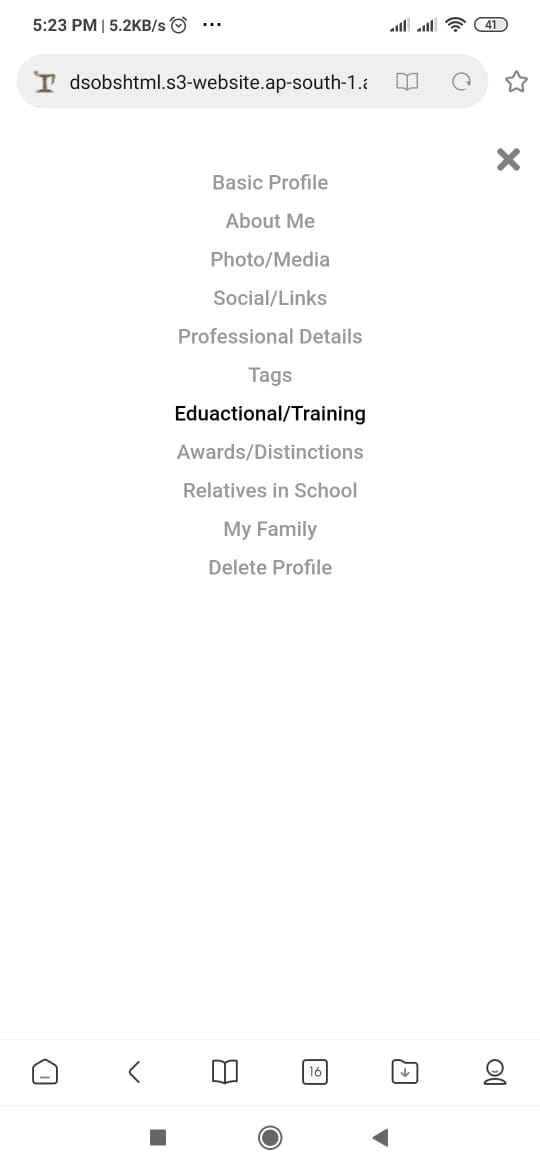 5:23 PM | 5.2KB/s ...
41
dsobshtml.s3-website.ap-south-1.a
Basic Profile
About Me
Photo/Media
Social/Links
Professional Details
Tags
Eduactional/Training
Awards/Distinctions
Relatives in School
My Family
Delete Profile
16